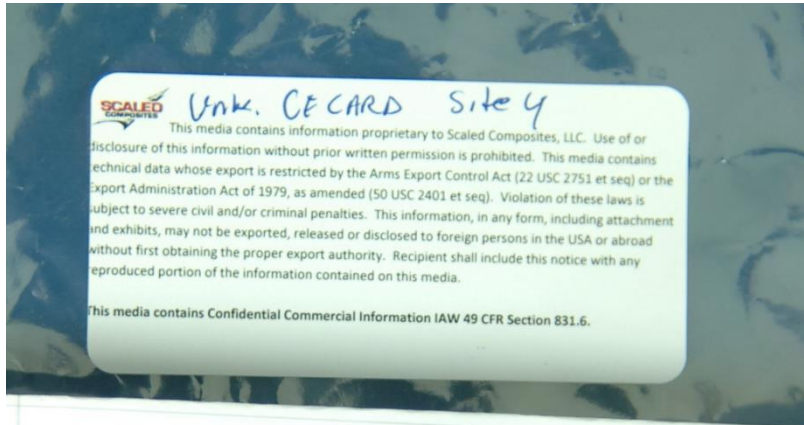 SCALED
COMPOSITES
Unk. CF CARD Site 4
This media contains information proprietary to Scaled Composites, LLC. Use of or
disclosure of this information without prior written permission is prohibited. This media contains
technical data whose export is restricted by the Arms Export Control Act (22 USC 2751 et seq) or the
Export Administration Act of 1979, as amended (50 USC 2401 et seq). Violation of these laws is
subject to severe civil and/or criminal penalties. This information, in any form, including attachment
and exhibits, may not be exported, released or disclosed to foreign persons in the USA or abroad
without first obtaining the proper export authority. Recipient shall include this notice with any
reproduced portion of the information contained on this media.
This media contains Confidential Commercial Information IAW 49 CFR Section 831.6.